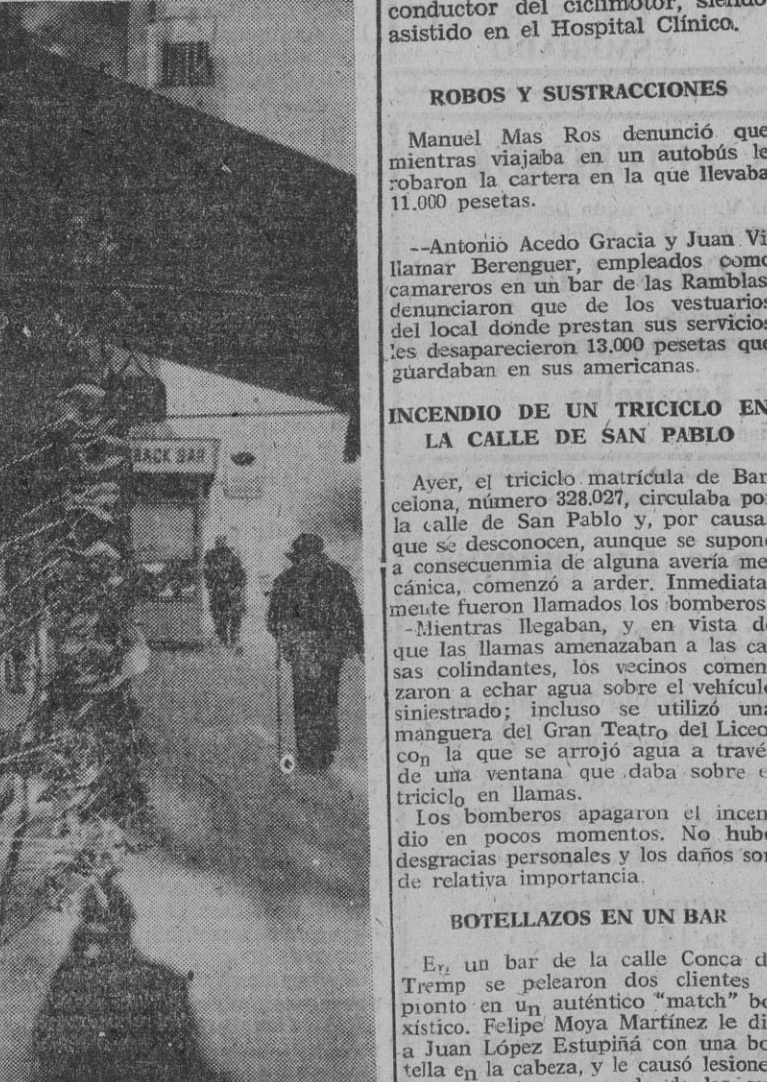 BACK BAR
conductor del ciclimotor, siendo
asistido en el Hospital Clínico.
ROBOS Y SUSTRACCIONES
Manuel Mas Ros denunció que
mientras viajaba en un autobús le
robaron la cartera en la que llevaba
11.000 pesetas.
--Antonio Acedo Gracia y Juan Vi
llamar Berenguer, empleados como
camareros en un bar de las Ramblas,
denunciaron que de los vestuarios
del local donde prestan sus servicios
les desaparecieron 13.000 pesetas que
guardaban en sus americanas.
INCENDIO DE UN TRICICLO EN
LA CALLE DE SAN PABLO
Ayer, el triciclo matrícula de Bar
celona, número 328.027, circulaba por
la calle de San Pablo y, por causa
que se desconocen, aunque se supone
a consecuenmia de alguna avería me
cánica, comenzó a arder. Inmediata
mente fueron llamados los bomberos.
-Mientras llegaban, y en vista de
que las llamas amenazaban a las ca
sas colindantes, los vecinos comen
zaron a echar agua sobre el vehículo
siniestrado; incluso se utilizó una
manguera del Gran Teatro del Liceo
con la que se arrojó agua a travé
de una ventana que daba sobre e
triciclo en llamas.
Los bomberos apagaron el incen
dio en pocos momentos. No hubo
desgracias personales y los daños son
de relativa importancia.
BOTELLAZOS EN UN BAR
En un bar de la calle Conca d
Tremp se pelearon dos clientes
pronto en un auténtico "match" bo
xístico. Felipe Moya Martínez le di
a Juan López Estupiñá con una bo
tella en la cabeza, y le causó lesione